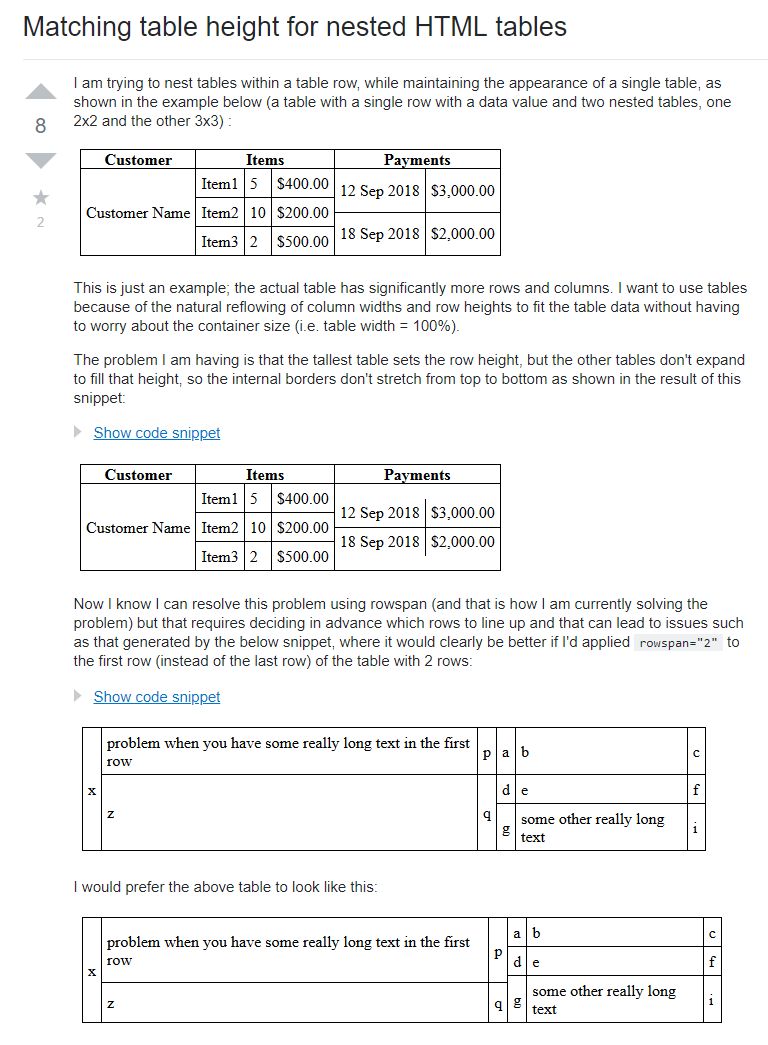 Matching table height for nested HTML tables
I am trying to nest tables within a table row, while maintaining the appearance of a single table, as
shown in the example below (a table with a single row with a data value and two nested tables, one
2x2 and the other 3x3) :
8
2
Customer Items Payments
Customer Name
Item1 5 $400.00
Item2 10 $200.00
Item3 2 $500.00
12 Sep 2018 $3,000.00
18 Sep 2018 $2,000.00
This is just an example; the actual table has significantly more rows and columns. I want to use tables
because of the natural reflowing of column widths and row heights to fit the table data without having
to worry about the container size (i.e. table width = 100%).
The problem I am having is that the tallest table sets the row height, but the other tables don't expand
to fill that height, so the internal borders don't stretch from top to bottom as shown in the result of this
snippet:
Show code snippet
Customer Items Payments
Customer Name
Item1 5 $400.00
Item2 10 $200.00
Item3 2 $500.00
12 Sep 2018 $3,000.00
18 Sep 2018 $2,000.00
Now I know I can resolve this problem using rowspan (and that is how I am currently solving the
problem) but that requires deciding in advance which rows to line up and that can lead to issues such
as that generated by the below snippet, where it would clearly be better if I'd applied rowspan="2" to
the first row (instead of the last row) of the table with 2 rows:
Show code snippet
x
problem when you have some really long text in the first
row
p a b c
z
q
d e f
g
some other really long
text
i
I would prefer the above table to look like this:
x
problem when you have some really long text in the first
row
p
a b c
d e f
z
q
g
some other really long
text
i